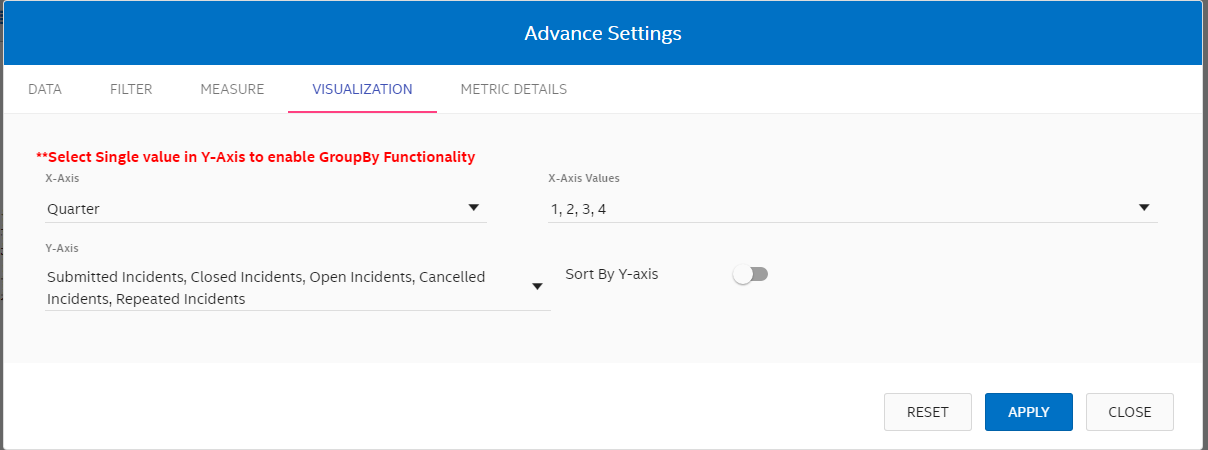 Advance Settings
DATA FILTER MEASURE VISUALIZATION METRIC DETAILS
**Select Single value in Y-Axis to enable GroupBy Functionality
X-Axis X-Axis Values
Quarter 1, 2, 3, 4
Y-Axis
Submitted Incidents, Closed Incidents, Open Incidents, Cancelled
Incidents, Repeated Incidents
Sort By Y-axis
RESET APPLY CLOSE